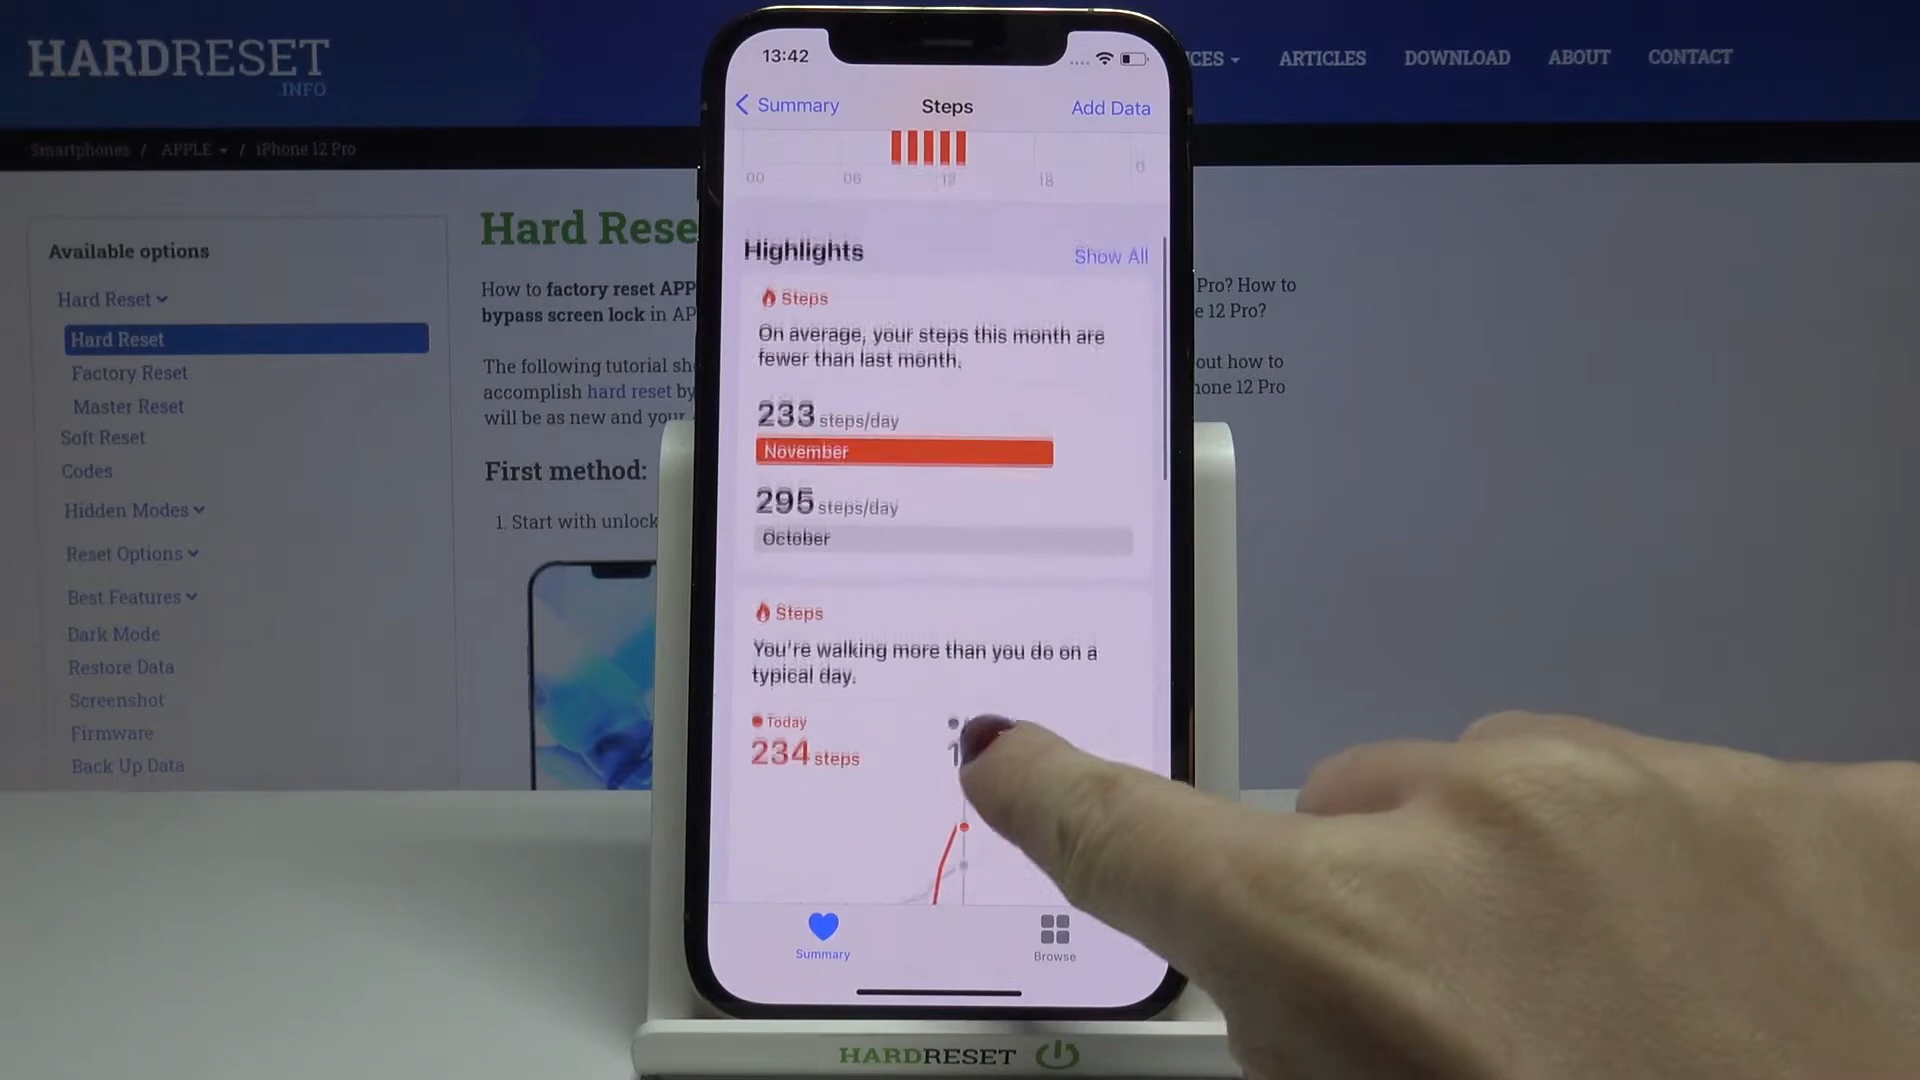 HARDRESET
.INFO
CES ARTICLES DOWNLOAD ABOUT CONTACT
Smartphones / APPLE / iPhone 12 Pro
Available options
Hard Reset
Hard Reset
Factory Reset
Master Reset
Soft Reset
Codes
Hidden Modes
Reset Options
Best Features
Dark Mode
Restore Data
Screenshot
Firmware
Back Up Data
Hard Rese
How to factory reset APP
bypass screen lock in AP
The following tutorial sh
accomplish hard reset by
will be as new and your
First method:
1. Start with unlock
Pro? How to
e 12 Pro?
out how to
hone 12 Pro
13:42
Summary Steps Add Data
00 06 12 18 0
Highlights Show All
Steps
On average, your steps this month are
fewer than last month.
233 steps/day
November
295 steps/day
October
Steps
You're walking more than you do on a
typical day.
Today
234 steps
Summary Browse
HARDRESET